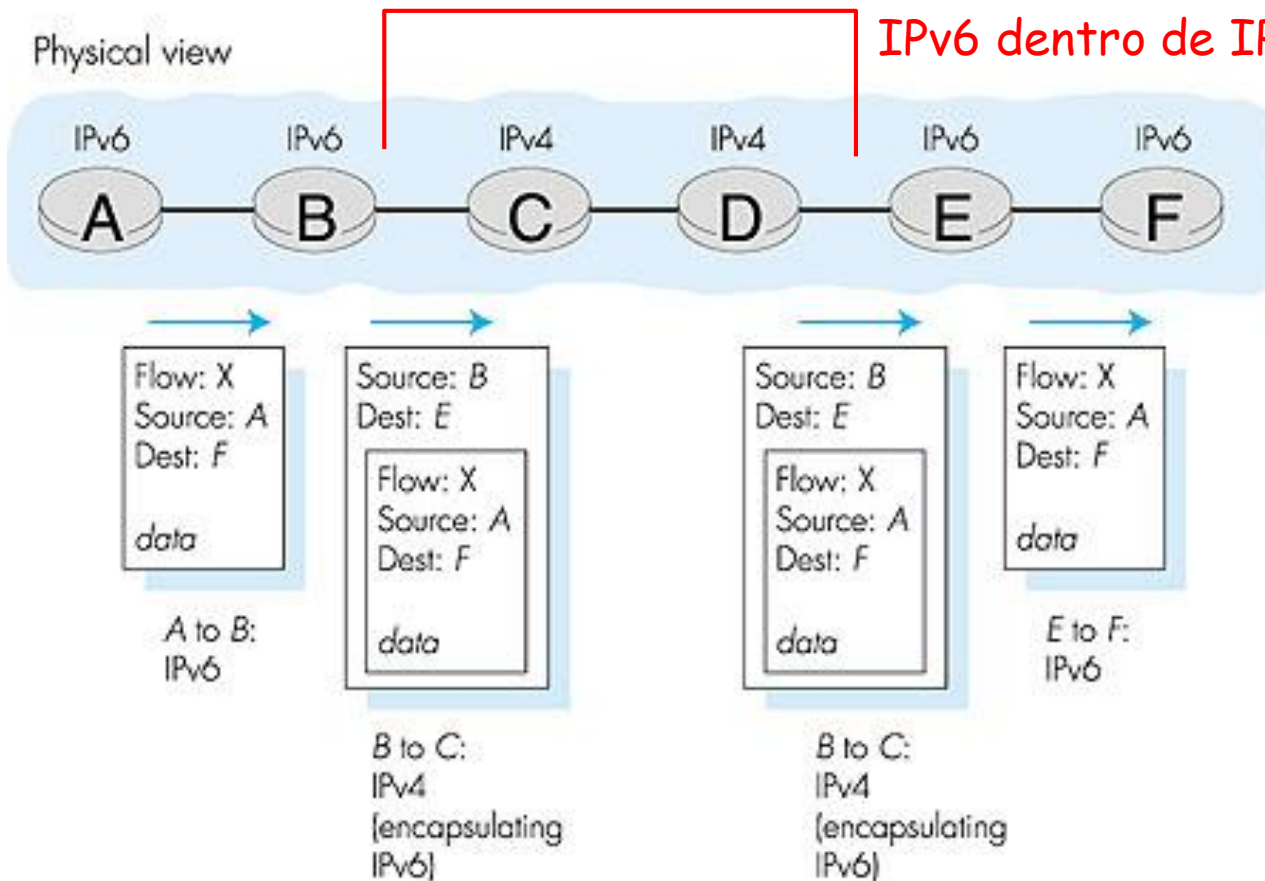 Physical view
IPv6 dentro de IP
IPv6 IPv6 IPv4 IPv4 IPv6 IPv6
A B C D E F
Flow: X
Source: A
Dest: F
data
A to B:
IPv6
Source: B
Dest: E
Flow: X
Source: A
Dest: F
data
B to C:
IPv4
(encapsulating
IPv6)
Source: B
Dest: E
Flow: X
Source: A
Dest: F
data
B to C:
IPv4
(encapsulating
IPv6)
Flow: X
Source: A
Dest: F
data
E to F:
IPv6